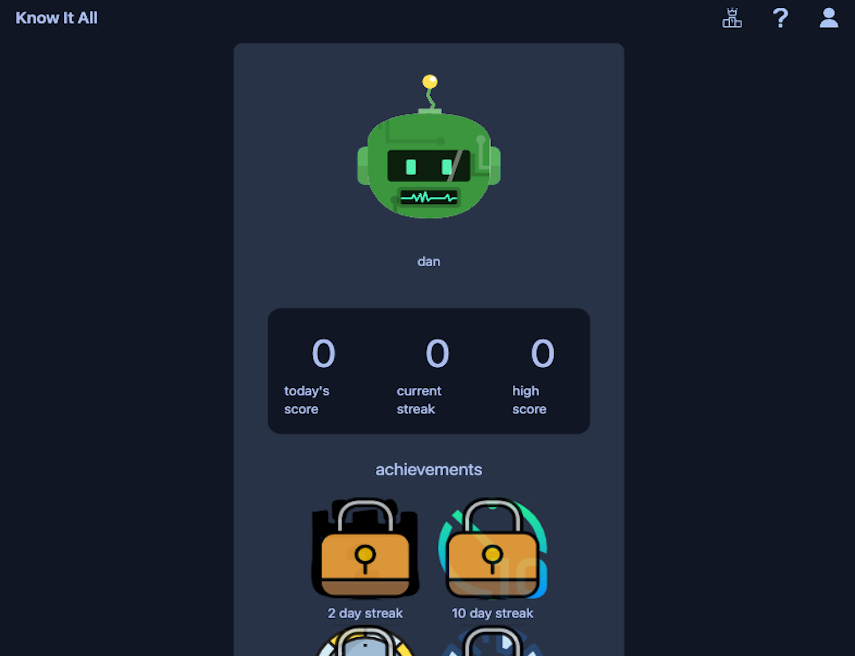 Know It All
?
dan
0 0 0
today's current high
score streak score
achievements
2 day streak 10 day streak